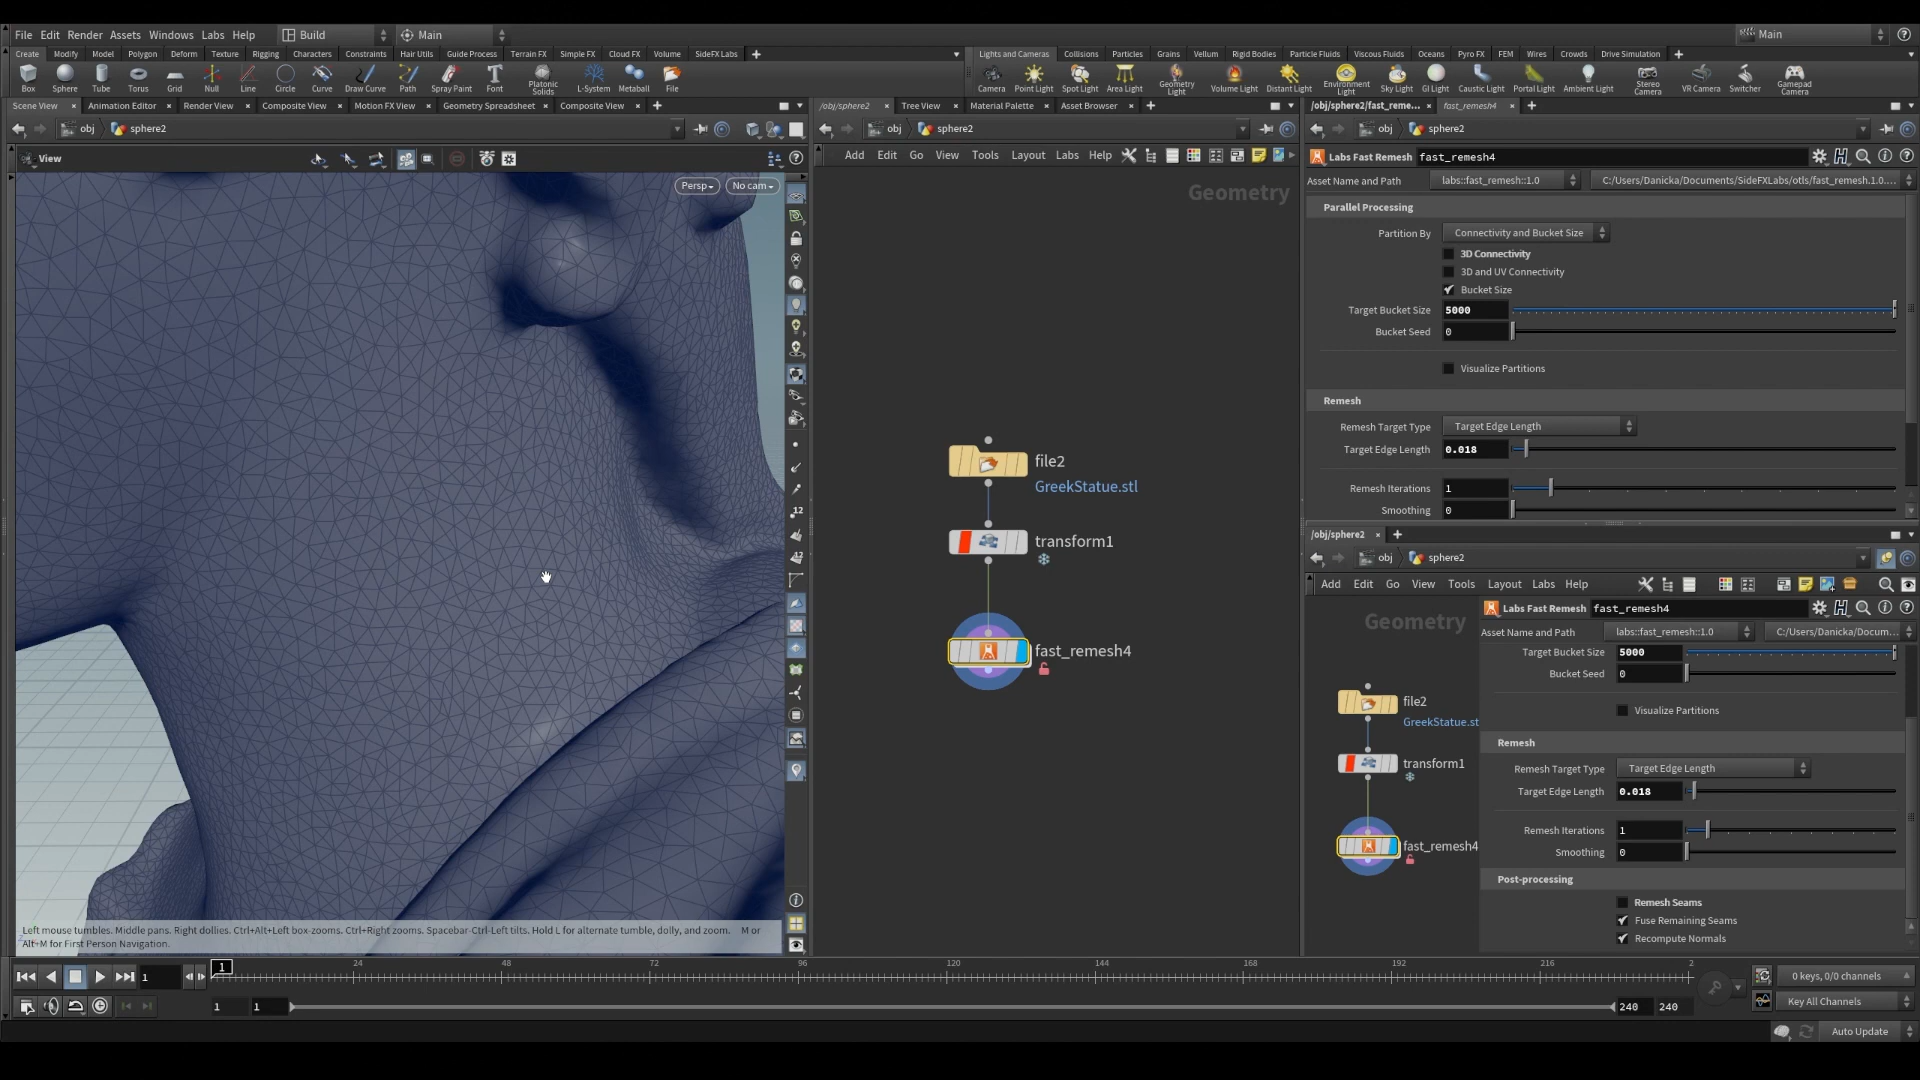 File Edit Render Assets Windows Labs Help Build Main Main
Create Modify Model Polygon Deform Texture Rigging Characters Constraints Hair Utils Guide Process Terrain FX Simple FX Cloud FX Volume SideFX Labs
Lights and Cameras Collisions Particles Grains Vellum Rigid Bodies Particle Fluids Viscous Fluids Oceans Pyro FX FEM Wires Crowds Drive Simulation
Box Sphere Tube Torus Grid Null Line Circle Curve Draw Curve Path Spray Paint Font Platonic Solids L-System Metaball File
Camera Point Light Spot Light Area Light Geometry Light Volume Light Distant Light Environment Light Sky Light GI Light Caustic Light Portal Light Ambient Light Stereo Camera VR Camera Switcher Gamepad Camera
Scene View Animation Editor Render View Composite View Motion FX View Geometry Spreadsheet Composite View
obj sphere2
View
Persp No cam
12
Left mouse tumbles. Middle pans. Right dollies. Ctrl+Alt+Left box-zooms. Ctrl+Right zooms. Spacebar-Ctrl-Left tilts. Hold L for alternate tumble, dolly, and zoom. M or
Alt+M for First Person Navigation.
/obj/sphere2 Tree View Material Palette Asset Browser
obj sphere2
Add Edit Go View Tools Layout Labs Help
Geometry
file2
GreekStatue.stl
transform1
fast_remesh4
/obj/sphere2/fast_reme... fast_remesh4
obj sphere2
Labs Fast Remesh fast_remesh4
Asset Name and Path labs::fast_remesh::1.0 C:/Users/Danicka/Documents/SideFXLabs/otls/fast_remesh.1.0....
Parallel Processing
Partition By Connectivity and Bucket Size
3D Connectivity
3D and UV Connectivity
Bucket Size
Target Bucket Size 5000
Bucket Seed 0
Visualize Partitions
Remesh
Remesh Target Type Target Edge Length
Target Edge Length 0.018
Remesh Iterations 1
Smoothing 0
/obj/sphere2
obj sphere2
Add Edit Go View Tools Layout Labs Help
Geometry
file2
GreekStatue.st
transform1
fast_remesh4
Labs Fast Remesh fast_remesh4
Asset Name and Path labs::fast_remesh::1.0 C:/Users/Danicka/Docum...
Target Bucket Size 5000
Bucket Seed 0
Visualize Partitions
Remesh
Remesh Target Type Target Edge Length
Target Edge Length 0.018
Remesh Iterations 1
Smoothing 0
Post-processing
Remesh Seams
Fuse Remaining Seams
Recompute Normals
1 1 24 48 72 96 120 144 168 192 216 2
0 keys, 0/0 channels
1 1 240 240
Key All Channels
Auto Update